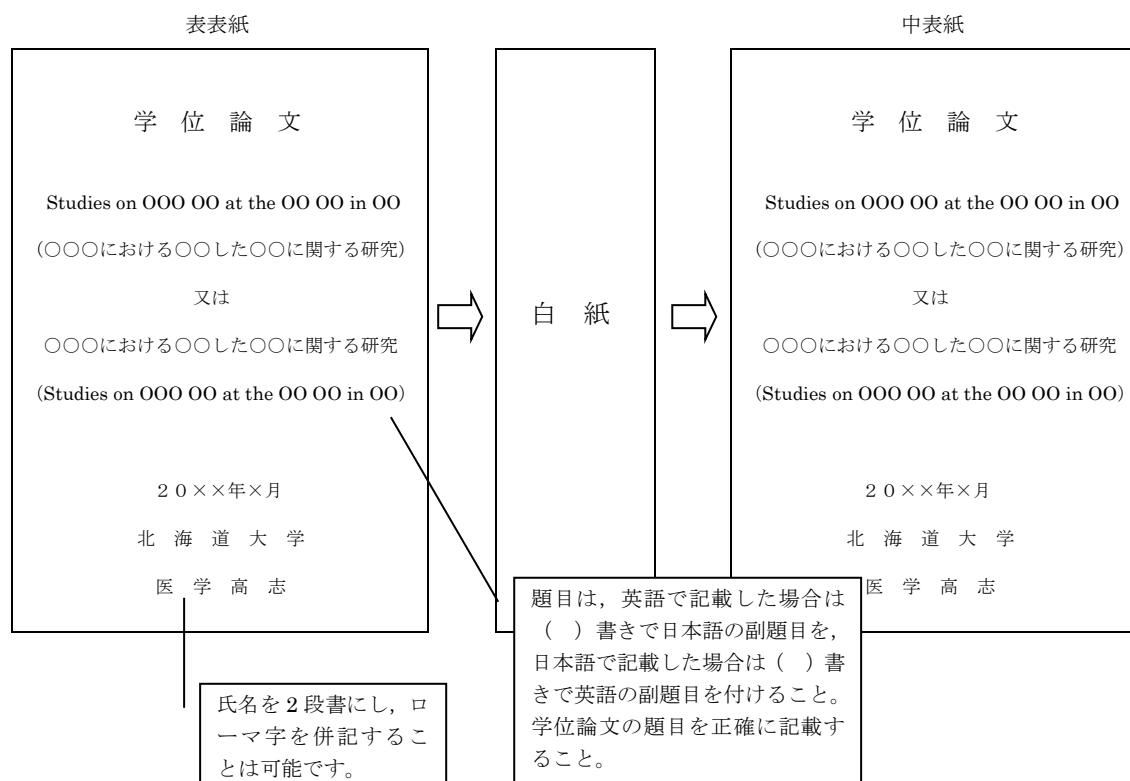 表表紙
学 位 論 文
Studies on OOO OO at the OO OO in OO
(○○○における○○した○○に関する研究)
又は
○○○における○○した○○に関する研究
(Studies on OOO OO at the OO OO in OO)
20××年×月
北 海 道 大 学
医 学 高 志
白 紙
中表紙
学 位 論 文
Studies on OOO OO at the OO OO in OO
(○○○における○○した○○に関する研究)
又は
○○○における○○した○○に関する研究
(Studies on OOO OO at the OO OO in OO)
20××年×月
北 海 道 大 学
医 学 高 志
氏名を2段書にし，ロ
ーマ字を併記するこ
とは可能です。
題目は，英語で記載した場合は
（ ）書きで日本語の副題目を，
日本語で記載した場合は（ ）書
きで英語の副題目を付けること。
学位論文の題目を正確に記載す
ること。